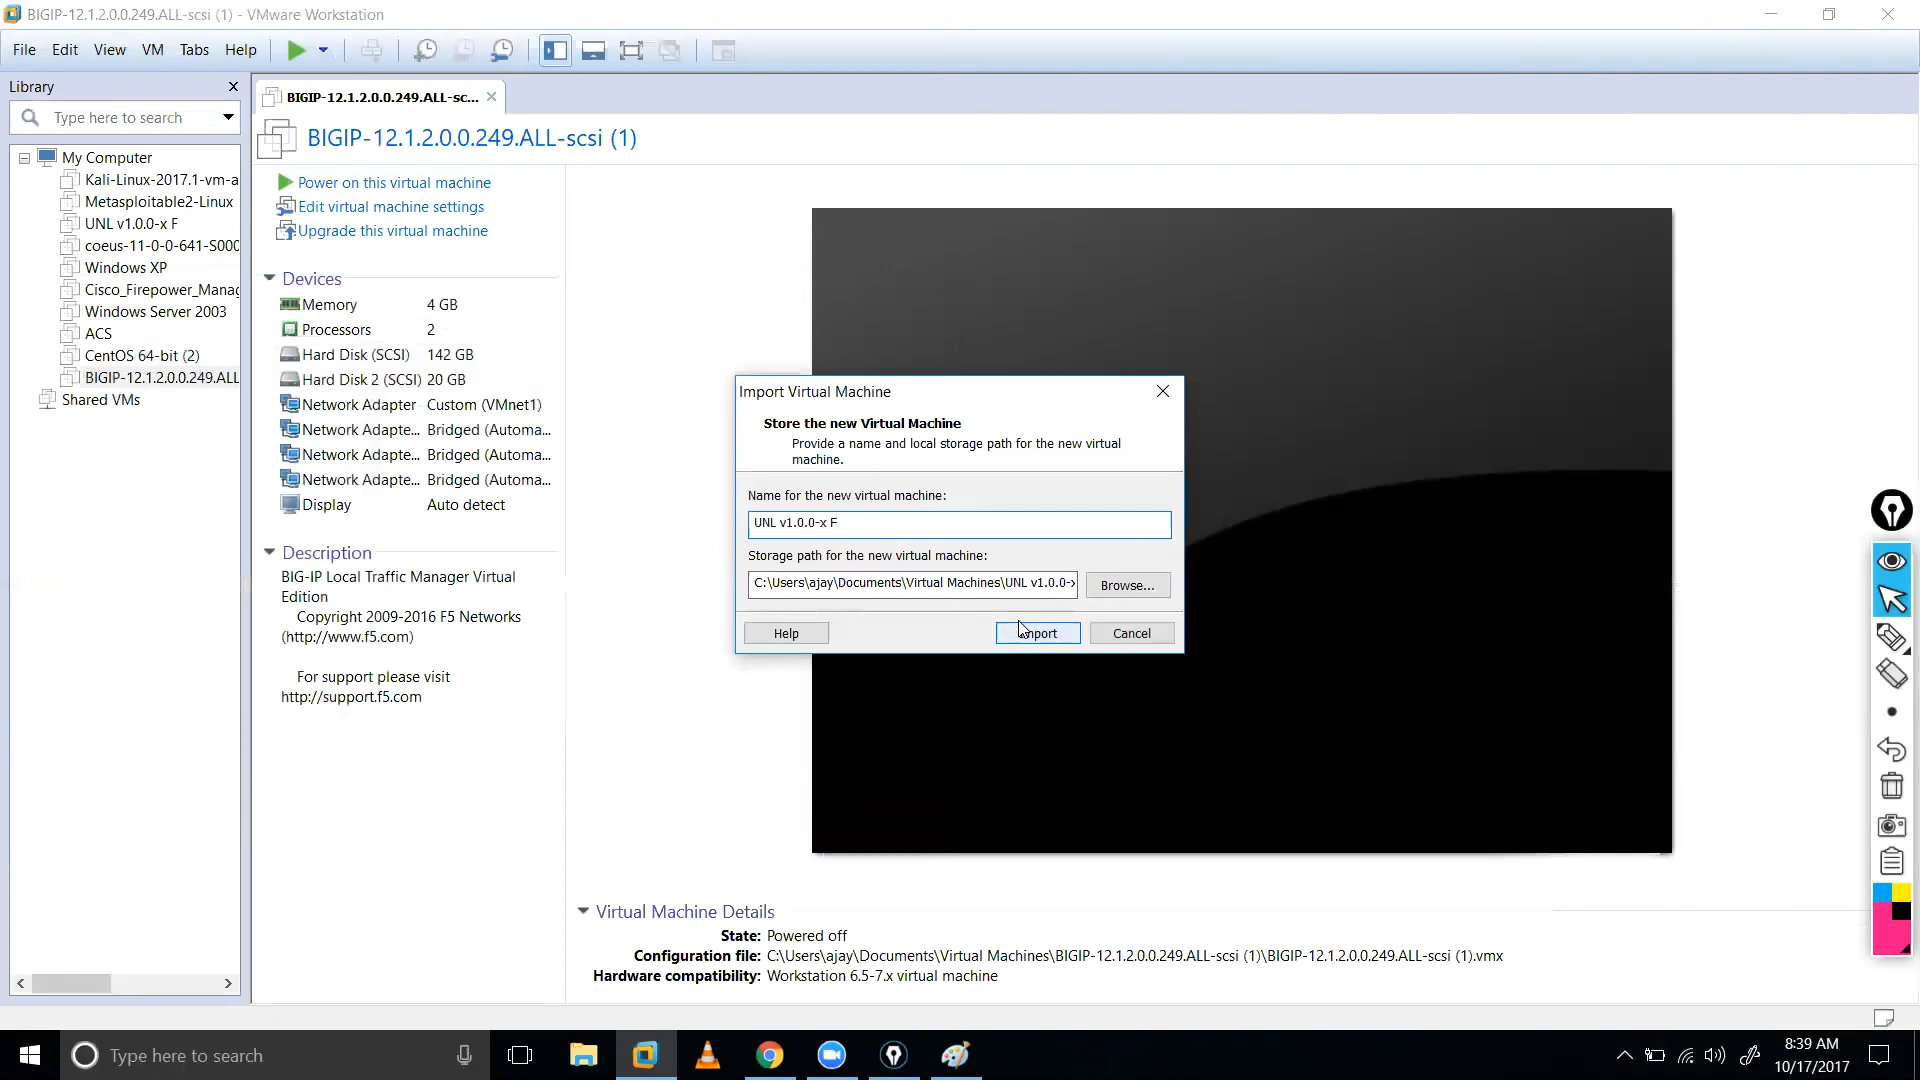 BIGIP-12.1.2.0.0.249.ALL-scsi (1) - VMware Workstation
File Edit View VM Tabs Help
Library
Type here to search
My Computer
Kali-Linux-2017.1-vm-a
Metasploitable2-Linux
UNL v1.0.0-x F
coeus-11-0-0-641-S000
Windows XP
Cisco_Firepower_Manag
Windows Server 2003
ACS
CentOS 64-bit (2)
BIGIP-12.1.2.0.0.249.ALL
Shared VMs
BIGIP-12.1.2.0.0.249.ALL-sc...
BIGIP-12.1.2.0.0.249.ALL-scsi (1)
Power on this virtual machine
Edit virtual machine settings
Upgrade this virtual machine
Devices
Memory 4 GB
Processors 2
Hard Disk (SCSI) 142 GB
Hard Disk 2 (SCSI) 20 GB
Network Adapter Custom (VMnet1)
Network Adapte... Bridged (Automa...
Network Adapte... Bridged (Automa...
Network Adapte... Bridged (Automa...
Display Auto detect
Description
BIG-IP Local Traffic Manager Virtual
Edition
Copyright 2009-2016 F5 Networks
(http://www.f5.com)
For support please visit
http://support.f5.com
Import Virtual Machine
Store the new Virtual Machine
Provide a name and local storage path for the new virtual
machine.
Name for the new virtual machine:
UNL v1.0.0-x F
Storage path for the new virtual machine:
C:\Users\ajay\Documents\Virtual Machines\UNL v1.0.0-x
Browse...
Help Import Cancel
Virtual Machine Details
State: Powered off
Configuration file: C:\Users\ajay\Documents\Virtual Machines\BIGIP-12.1.2.0.0.249.ALL-scsi (1)\BIGIP-12.1.2.0.0.249.ALL-scsi (1).vmx
Hardware compatibility: Workstation 6.5-7.x virtual machine
Type here to search
8:39 AM
10/17/2017